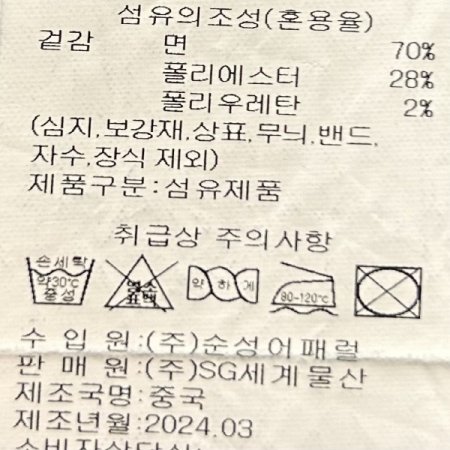 섬유의조성(혼용율)
겉감 면 70%
폴리에스터 28%
폴리우레탄 2%
(심지,보강재,상표,무늬,밴드,
자수,장식 제외)
제품구분:섬유제품
취급상 주의사항
손세탁 약30℃ 중성 염소 표백 약하게 80-120℃
수 입 원:(주)순성어패럴
판 매 원:(주)SG세계물산
제조국명:중국
제조년월:2024.03